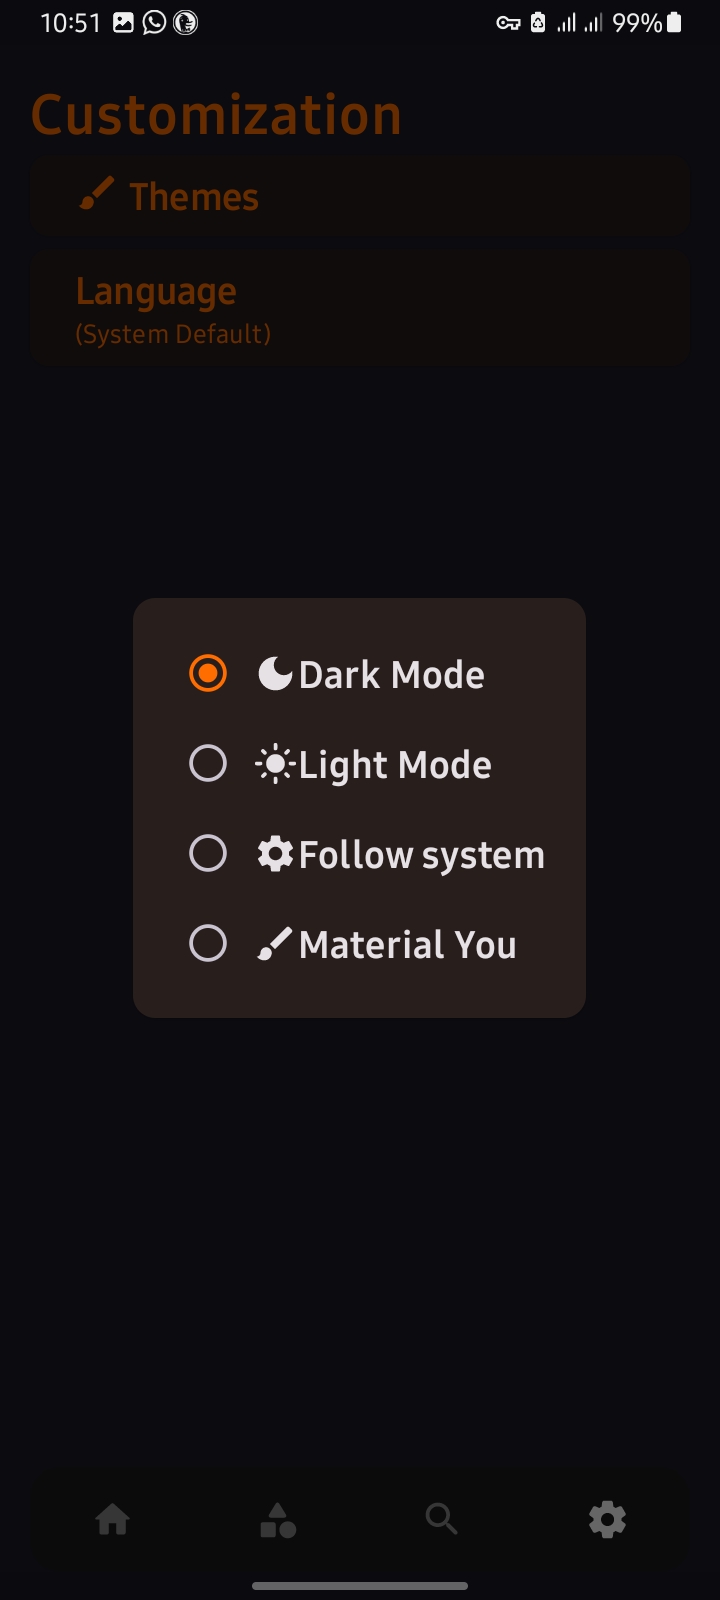 10:51 99%
Customization
Themes
Language
(System Default)
Dark Mode
Light Mode
Follow system
Material You